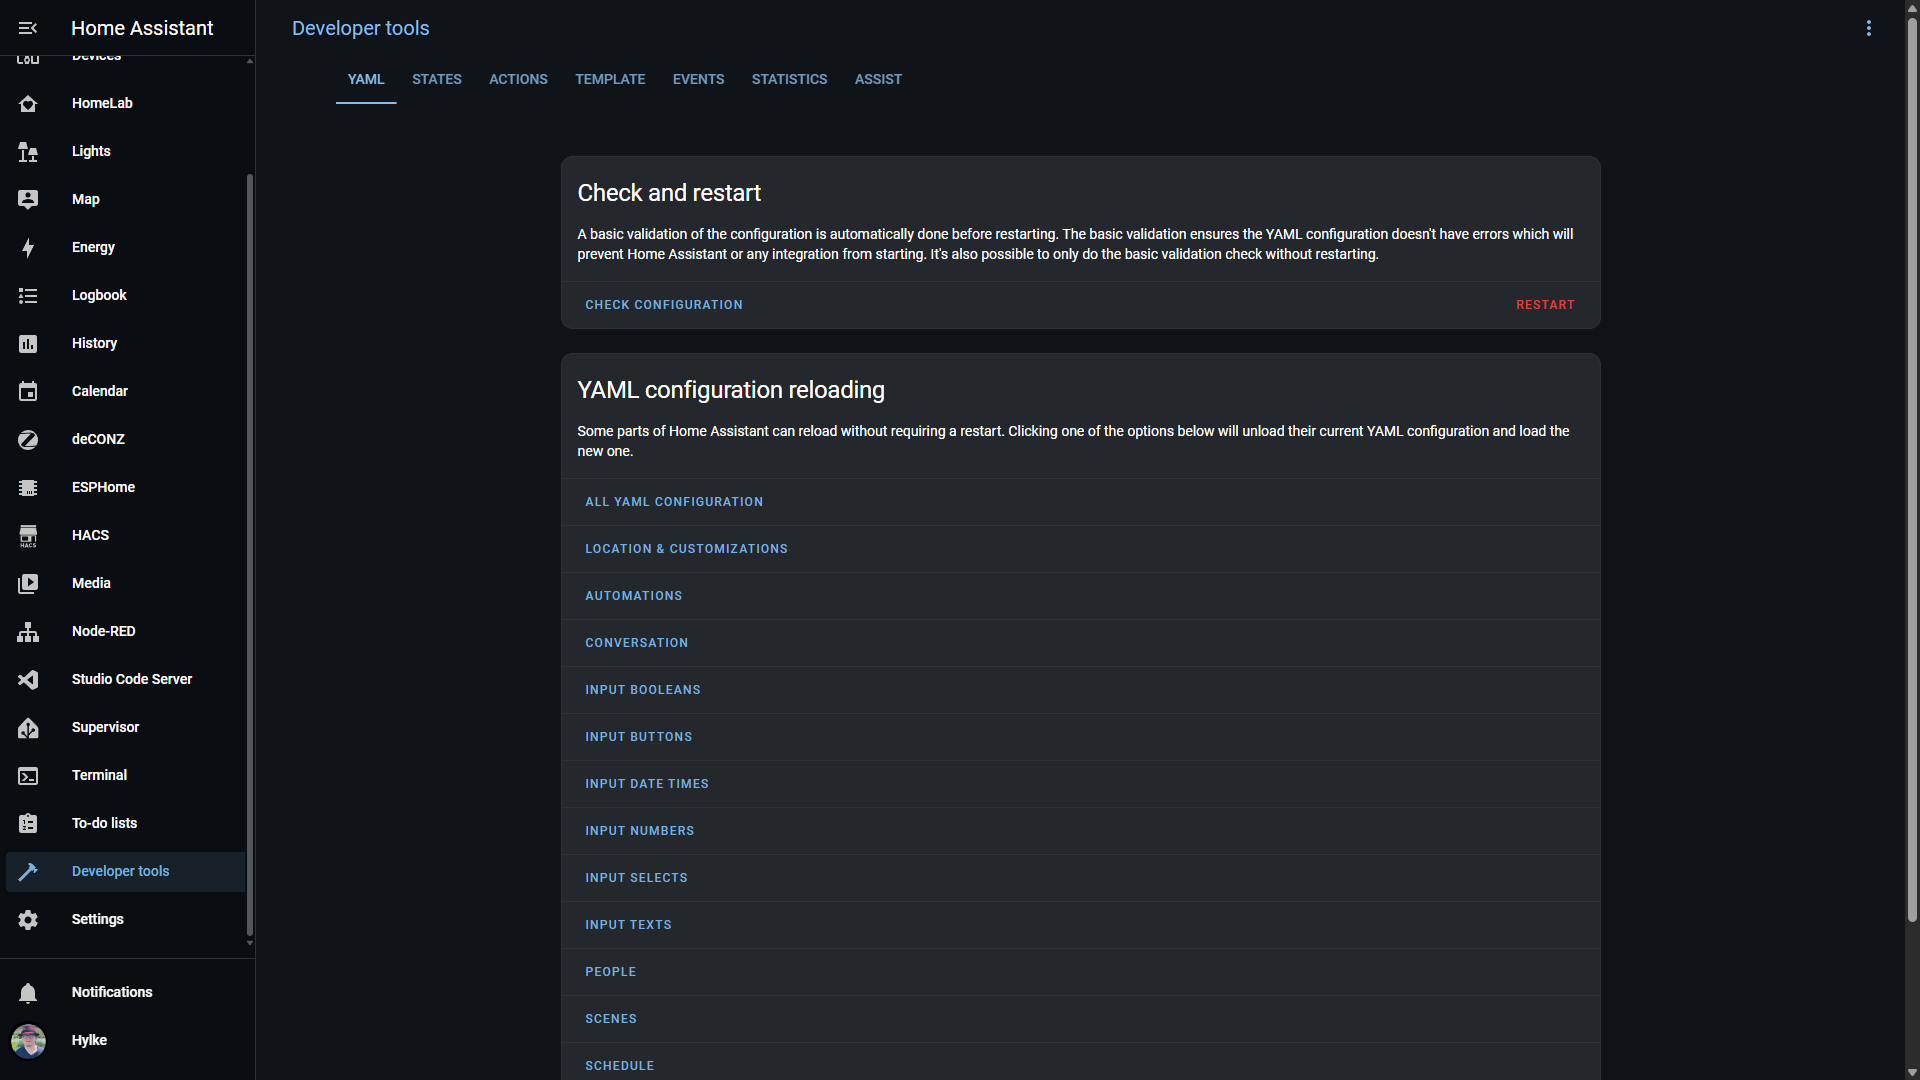 Home Assistant
Devices
HomeLab
Lights
Map
Energy
Logbook
History
Calendar
deCONZ
ESPHome
HACS
HACS
Media
Node-RED
Studio Code Server
Supervisor
Terminal
To-do lists
Developer tools
Settings
Notifications
Hylke
Developer tools
YAML STATES ACTIONS TEMPLATE EVENTS STATISTICS ASSIST
Check and restart
A basic validation of the configuration is automatically done before restarting. The basic validation ensures the YAML configuration doesn't have errors which will
prevent Home Assistant or any integration from starting. It's also possible to only do the basic validation check without restarting.
CHECK CONFIGURATION RESTART
YAML configuration reloading
Some parts of Home Assistant can reload without requiring a restart. Clicking one of the options below will unload their current YAML configuration and load the
new one.
ALL YAML CONFIGURATION
LOCATION & CUSTOMIZATIONS
AUTOMATIONS
CONVERSATION
INPUT BOOLEANS
INPUT BUTTONS
INPUT DATE TIMES
INPUT NUMBERS
INPUT SELECTS
INPUT TEXTS
PEOPLE
SCENES
SCHEDULE